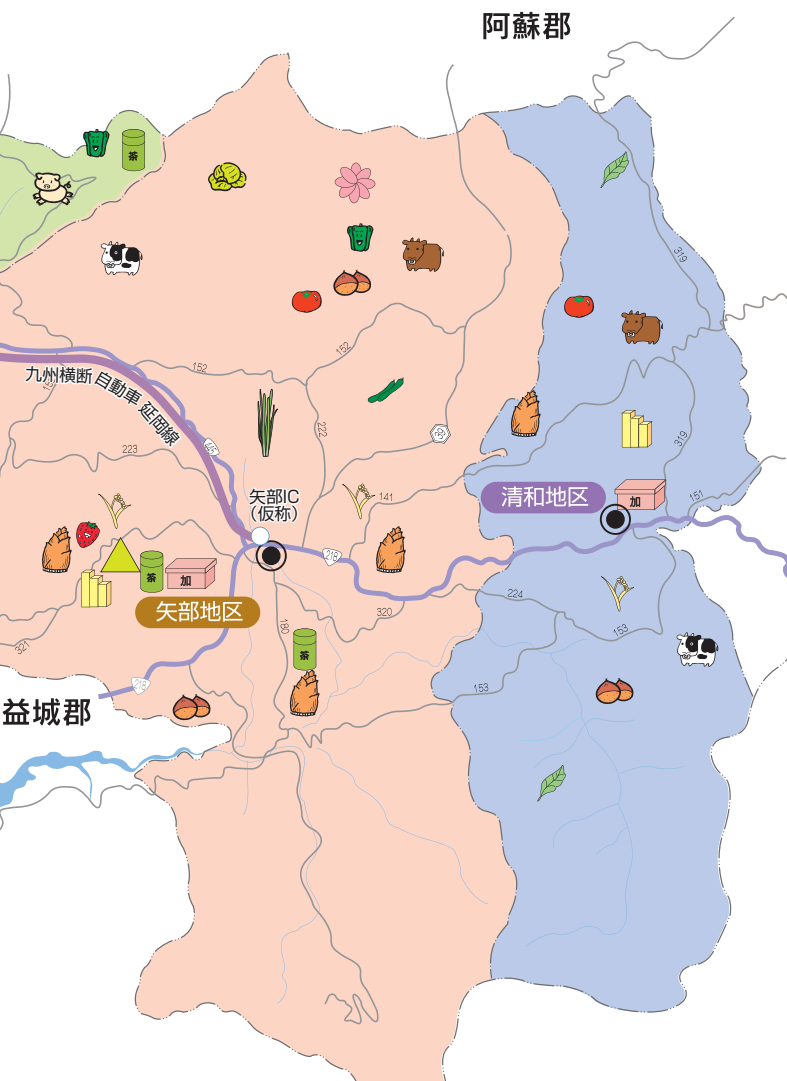 阿蘇郡
茶
319
152
152
九州横断自動車 延岡線
445
222
223
319
矢部IC
(仮称)
141
清和地区
加
151
218
茶
加
224
矢部地区
320
180
153
321
茶
218
153
益城郡